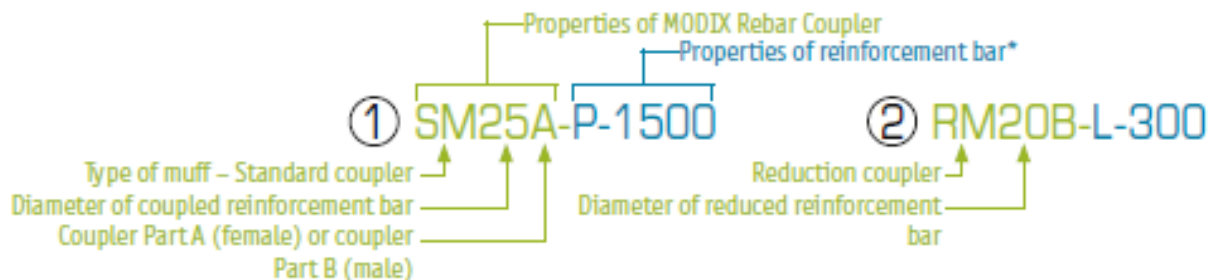 Properties of MODIX Rebar Coupler
Properties of reinforcement bar*
① SM25A-P-1500
② RM20B-L-300
Type of muff – Standard coupler
Diameter of coupled reinforcement bar
Coupler Part A (female) or coupler
Part B (male)
Reduction coupler
Diameter of reduced reinforcement
bar